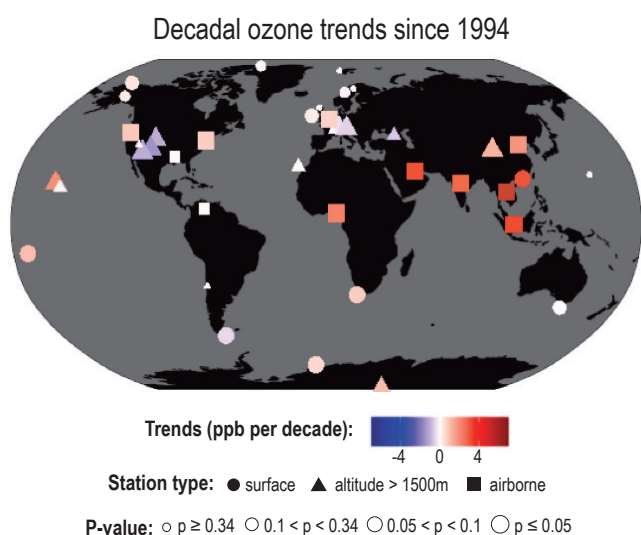 Decadal ozone trends since 1994
Trends (ppb per decade):
-4 0 4
Station type: surface altitude > 1500m airborne
P-value: p ≥ 0.34 0.1 < p < 0.34 0.05 < p < 0.1 p ≤ 0.05